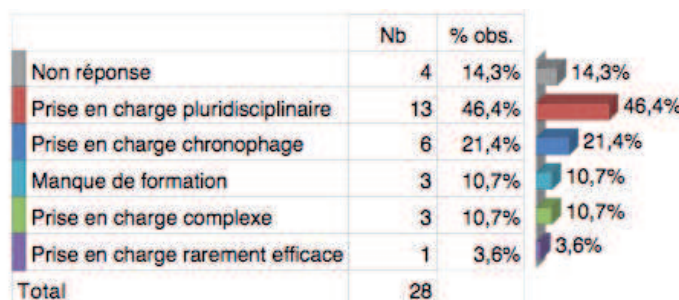 Nb % obs.
Non réponse 4 14,3% 14,3%
Prise en charge pluridisciplinaire 13 46,4% 46,4%
Prise en charge chronophage 6 21,4% 21,4%
Manque de formation 3 10,7% 10,7%
Prise en charge complexe 3 10,7% 10,7%
Prise en charge rarement efficace 1 3,6% 3,6%
Total 28